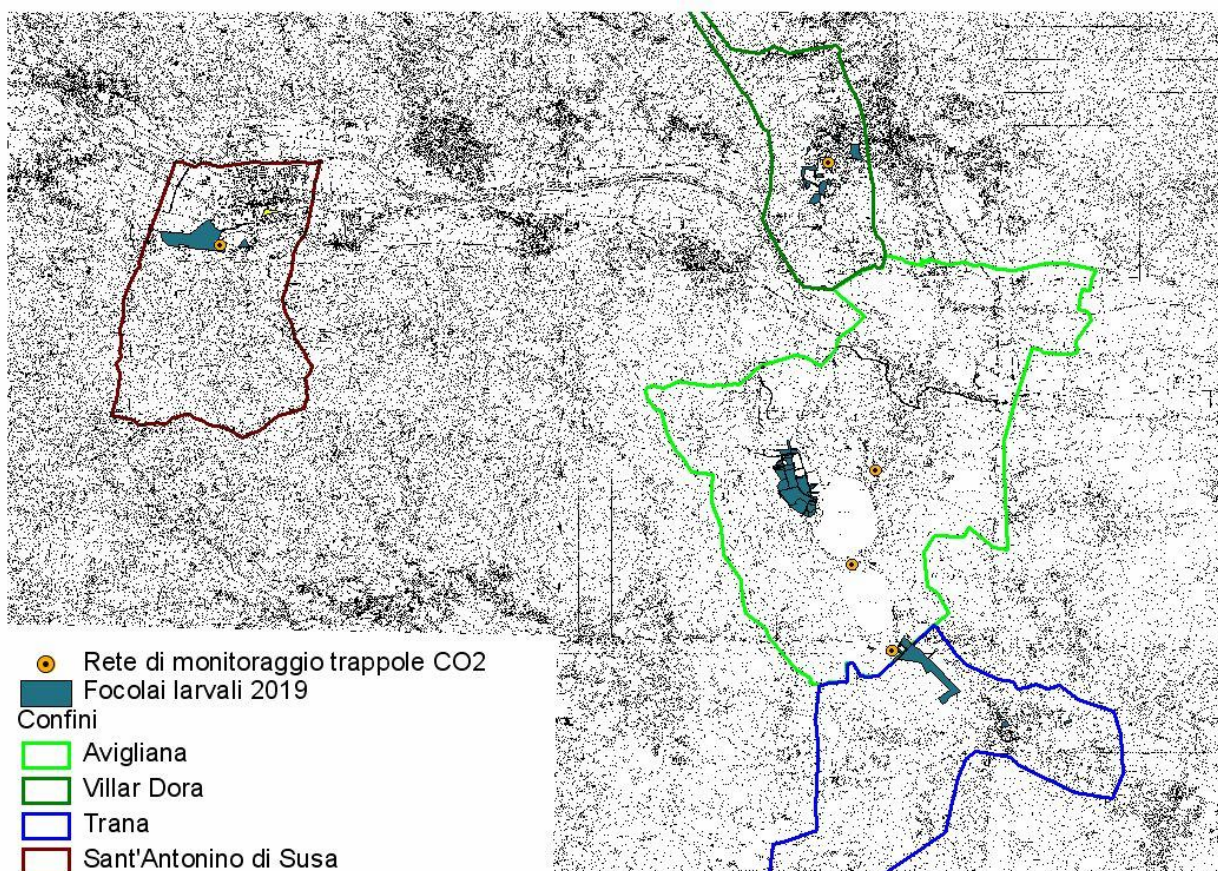 Rete di monitoraggio trappole CO2
Focolai larvali 2019
Confini
Avigliana
Villar Dora
Trana
Sant'Antonino di Susa